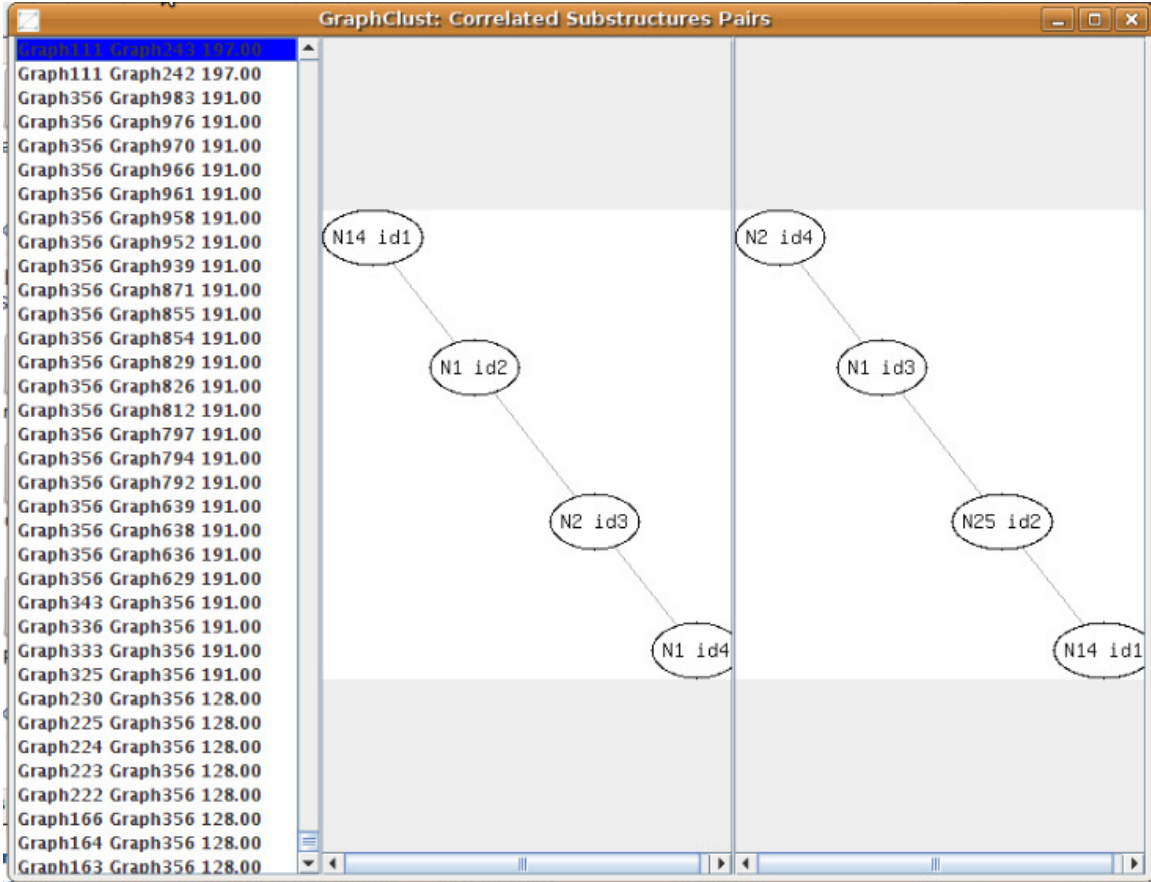 GraphClust: Correlated Substructures Pairs
Graph111 Graph243 197.00
Graph111 Graph242 197.00
Graph356 Graph983 191.00
Graph356 Graph976 191.00
Graph356 Graph970 191.00
Graph356 Graph966 191.00
Graph356 Graph961 191.00
Graph356 Graph958 191.00
Graph356 Graph952 191.00
Graph356 Graph939 191.00
Graph356 Graph871 191.00
Graph356 Graph855 191.00
Graph356 Graph854 191.00
Graph356 Graph829 191.00
Graph356 Graph826 191.00
Graph356 Graph812 191.00
Graph356 Graph797 191.00
Graph356 Graph794 191.00
Graph356 Graph792 191.00
Graph356 Graph639 191.00
Graph356 Graph638 191.00
Graph356 Graph636 191.00
Graph356 Graph629 191.00
Graph343 Graph356 191.00
Graph336 Graph356 191.00
Graph333 Graph356 191.00
Graph325 Graph356 191.00
Graph230 Graph356 128.00
Graph225 Graph356 128.00
Graph224 Graph356 128.00
Graph223 Graph356 128.00
Graph222 Graph356 128.00
Graph166 Graph356 128.00
Graph164 Graph356 128.00
Graph163 Graph356 128.00
N14 id1
N1 id2
N2 id3
N1 id4
N2 id4
N1 id3
N25 id2
N14 id1